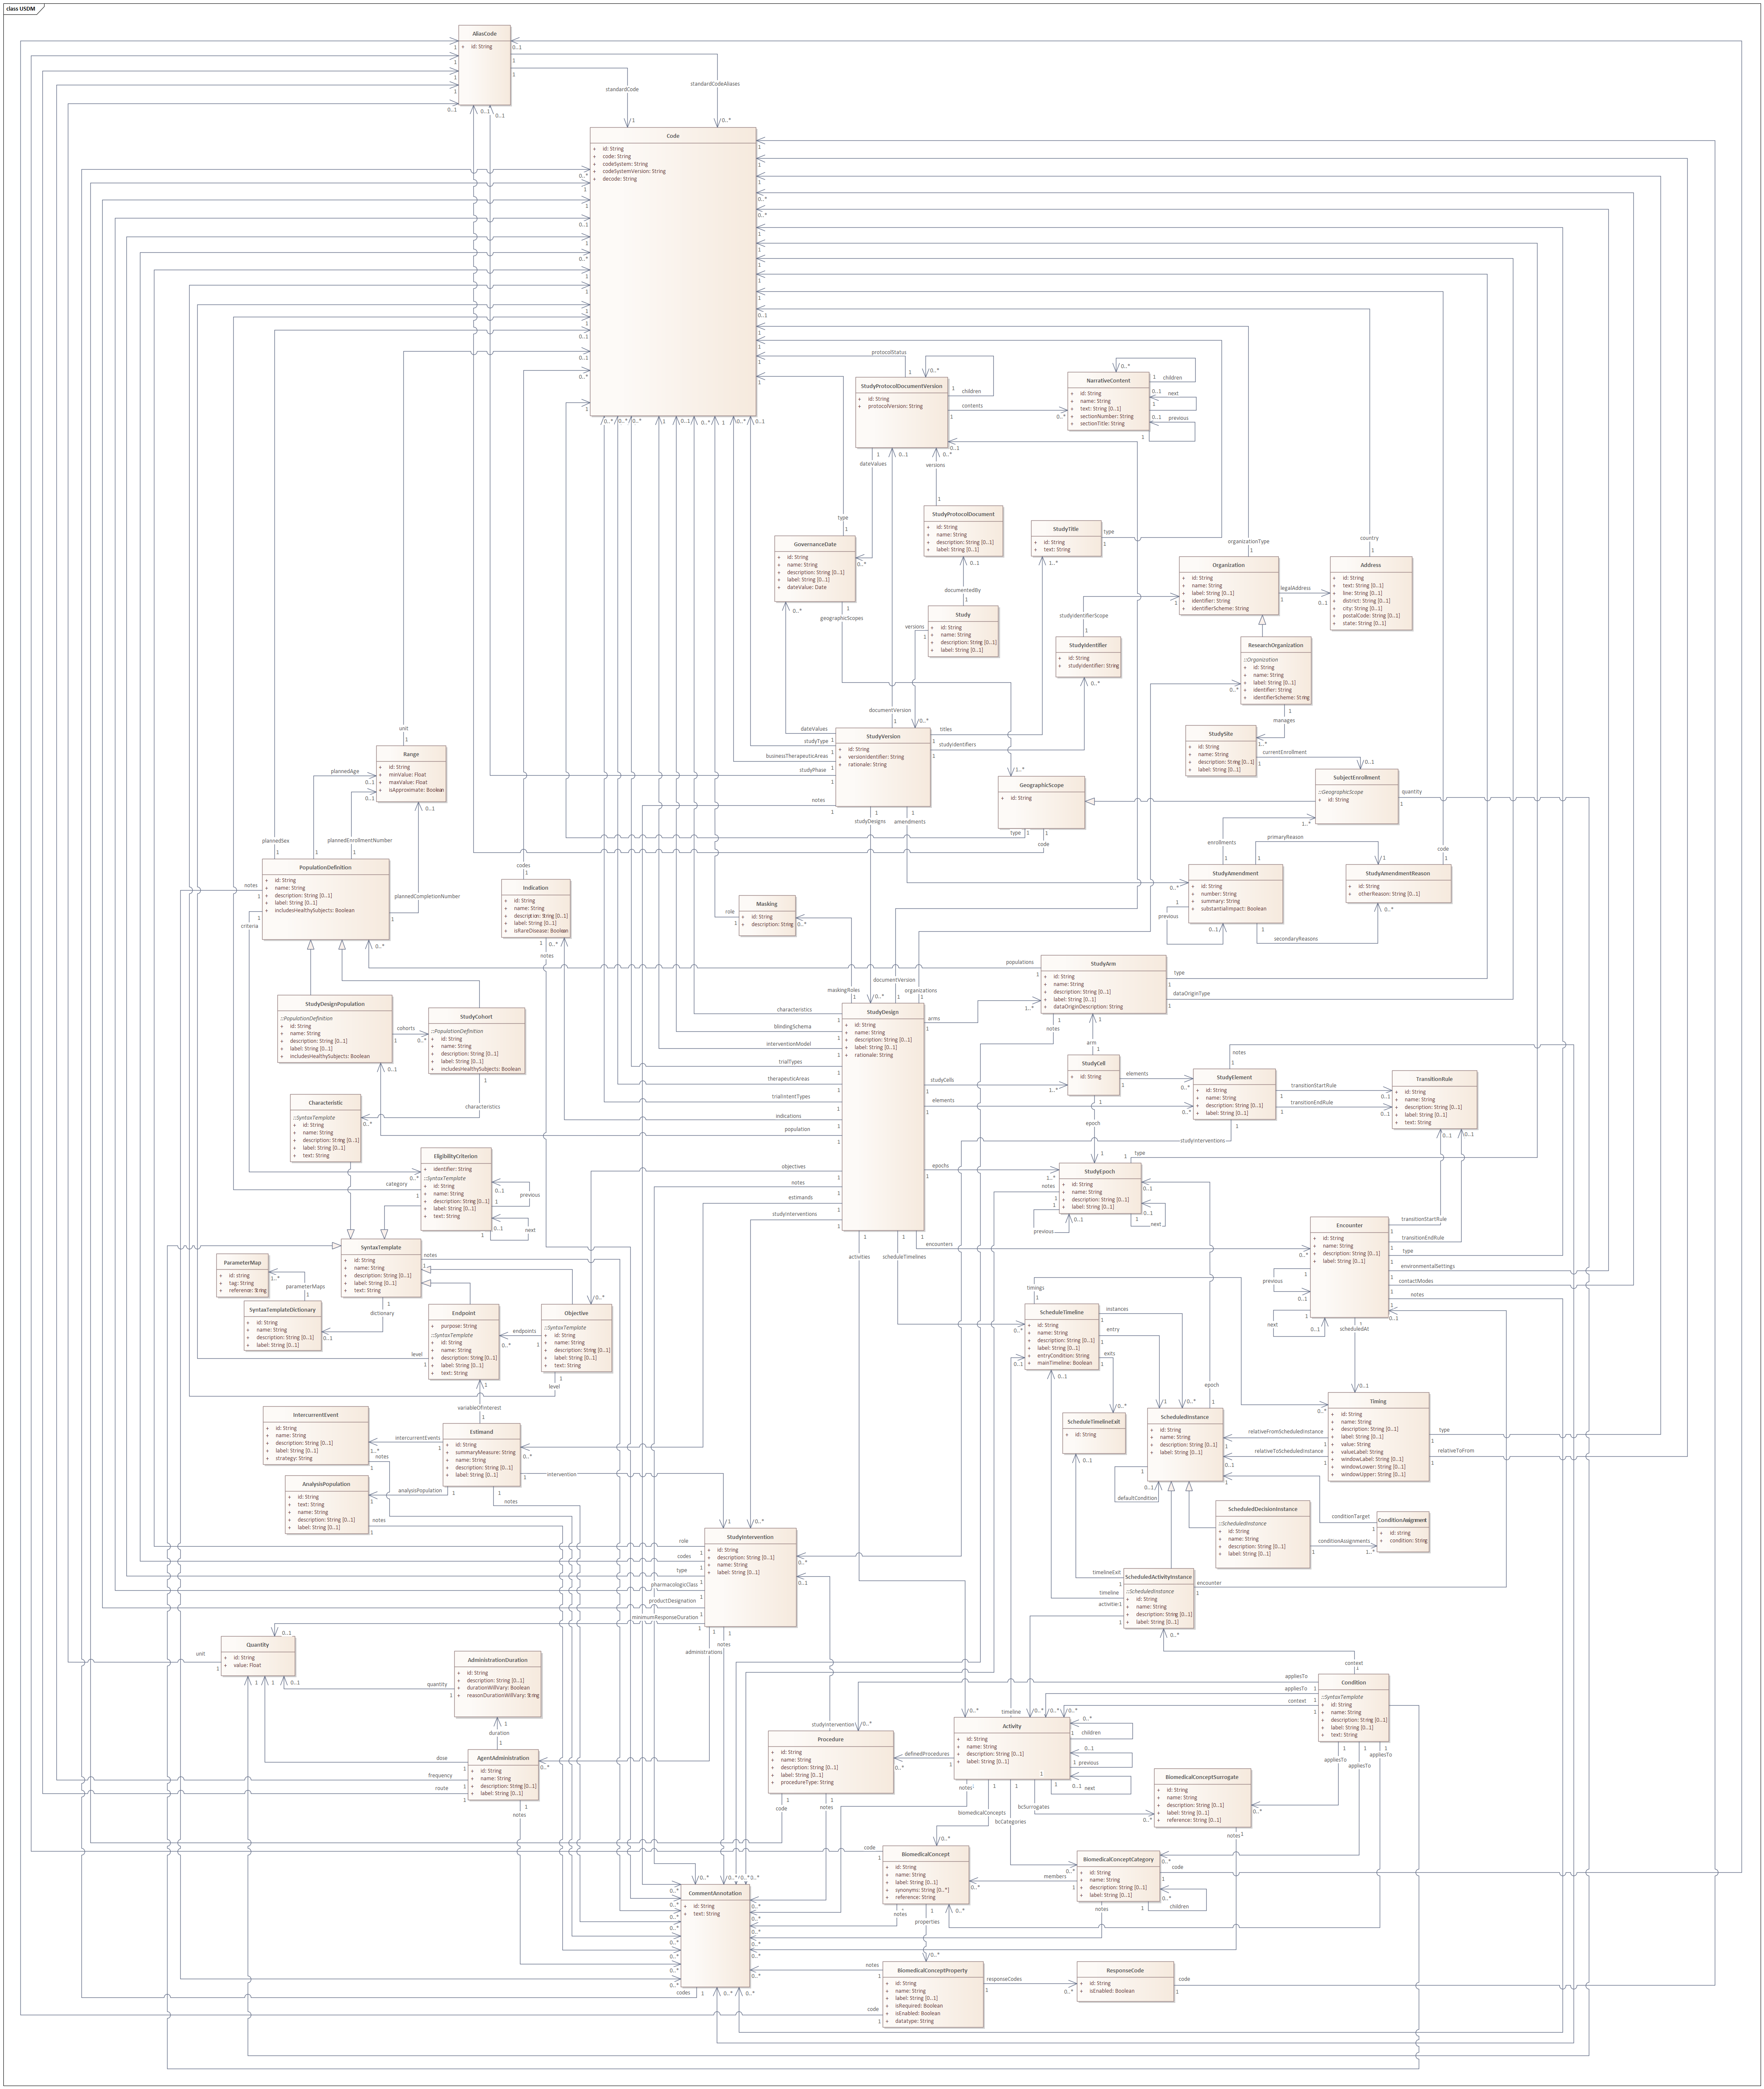 class USDM
AliasCode
+ id: String
standardCode
standardCodeAliases
Code
+ id: String
+ code: String
+ codeSystem: String
+ codeSystemVersion: String
+ decode: String
protocolStatus
StudyProtocolDocumentVersion
+ id: String
+ protocolVersion: String
children
contents
NarrativeContent
+ id: String
+ name: String
+ text: String [0..1]
+ sectionNumber: String
+ sectionTitle: String
children
next
previous
dateValues
versions
StudyProtocolDocument
+ id: String
+ name: String
+ description: String [0..1]
+ label: String [0..1]
StudyTitle
+ id: String
+ text: String
type
type
GovernanceDate
+ id: String
+ name: String
+ description: String [0..1]
+ label: String [0..1]
+ dateValue: Date
geographicScopes
documentedBy
Study
+ id: String
+ name: String
+ description: String [0..1]
+ label: String [0..1]
versions
organizationType
Organization
+ id: String
+ name: String
+ label: String [0..1]
+ identifier: String
+ identifierScheme: String
legalAddress
country
Address
+ id: String
+ text: String [0..1]
+ line: String [0..1]
+ district: String [0..1]
+ city: String [0..1]
+ postalCode: String [0..1]
+ state: String [0..1]
studyIdentifierScope
StudyIdentifier
+ id: String
+ studyIdentifier: String
ResearchOrganization
::Organization
+ id: String
+ name: String
+ label: String [0..1]
+ identifier: String
+ identifierScheme: String
manages
StudySite
+ id: String
+ name: String
+ description: String [0..1]
+ label: String [0..1]
currentEnrollment
SubjectEnrollment
::GeographicScope
+ id: String
quantity
documentVersion
dateValues
studyType
businessTherapeuticAreas
studyPhase
notes
StudyVersion
+ id: String
+ versionIdentifier: String
+ rationale: String
titles
studyIdentifiers
studyDesigns
amendments
GeographicScope
+ id: String
type
code
unit
Range
+ id: String
+ minValue: Float
+ maxValue: Float
+ isApproximate: Boolean
plannedAge
plannedSex
plannedEnrollmentNumber
plannedCompletionNumber
PopulationDefinition
+ id: String
+ name: String
+ description: String [0..1]
+ label: String [0..1]
+ includesHealthySubjects: Boolean
notes
criteria
codes
Indication
+ id: String
+ name: String
+ description: String [0..1]
+ label: String [0..1]
+ isRareDisease: Boolean
notes
Masking
+ id: String
+ description: String
role
enrollments
primaryReason
StudyAmendment
+ id: String
+ number: String
+ summary: String
+ substantialImpact: Boolean
previous
secondaryReasons
code
StudyAmendmentReason
+ id: String
+ otherReason: String [0..1]
StudyDesignPopulation
::PopulationDefinition
+ id: String
+ name: String
+ description: String [0..1]
+ label: String [0..1]
+ includesHealthySubjects: Boolean
cohorts
StudyCohort
::PopulationDefinition
+ id: String
+ name: String
+ description: String [0..1]
+ label: String [0..1]
+ includesHealthySubjects: Boolean
characteristics
populations
StudyArm
+ id: String
+ name: String
+ description: String [0..1]
+ label: String [0..1]
+ dataOriginDescription: String
type
dataOriginType
notes
maskingRoles
documentVersion
organizations
StudyDesign
+ id: String
+ name: String
+ description: String [0..1]
+ label: String [0..1]
+ rationale: String
characteristics
blindingSchema
interventionModel
trialTypes
therapeuticAreas
trialIntentTypes
indications
population
objectives
notes
estimands
studyInterventions
arms
studyCells
elements
epochs
encounters
activities
scheduleTimelines
arm
StudyCell
+ id: String
elements
epoch
notes
StudyElement
+ id: String
+ name: String
+ description: String [0..1]
+ label: String [0..1]
transitionStartRule
transitionEndRule
studyInterventions
TransitionRule
+ id: String
+ name: String
+ description: String [0..1]
+ label: String [0..1]
+ text: String
Characteristic
::SyntaxTemplate
+ id: String
+ name: String
+ description: String [0..1]
+ label: String [0..1]
+ text: String
EligibilityCriterion
+ identifier: String
::SyntaxTemplate
+ id: String
+ name: String
+ description: String [0..1]
+ label: String [0..1]
+ text: String
category
previous
next
type
StudyEpoch
+ id: String
+ name: String
+ description: String [0..1]
+ label: String [0..1]
notes
previous
next
Encounter
+ id: String
+ name: String
+ description: String [0..1]
+ label: String [0..1]
transitionStartRule
transitionEndRule
type
environmentalSettings
contactModes
notes
previous
next
scheduledAt
SyntaxTemplate
+ id: String
+ name: String
+ description: String [0..1]
+ label: String [0..1]
+ text: String
notes
dictionary
ParameterMap
+ id: string
+ tag: String
+ reference: String
parameterMaps
SyntaxTemplateDictionary
+ id: String
+ name: String
+ description: String [0..1]
+ label: String [0..1]
Endpoint
+ purpose: String
::SyntaxTemplate
+ id: String
+ name: String
+ description: String [0..1]
+ label: String [0..1]
+ text: String
level
endpoints
Objective
::SyntaxTemplate
+ id: String
+ name: String
+ description: String [0..1]
+ label: String [0..1]
+ text: String
level
timings
ScheduleTimeline
+ id: String
+ name: String
+ description: String [0..1]
+ label: String [0..1]
+ entryCondition: String
+ mainTimeline: Boolean
instances
entry
exits
epoch
ScheduleTimelineExit
+ id: String
ScheduledInstance
+ id: String
+ name: String
+ description: String [0..1]
+ label: String [0..1]
defaultCondition
relativeFromScheduledInstance
relativeToScheduledInstance
Timing
+ id: String
+ name: String
+ description: String [0..1]
+ label: String [0..1]
+ value: String
+ valueLabel: String
+ windowLabel: String [0..1]
+ windowLower: String [0..1]
+ windowUpper: String [0..1]
type
relativeToFrom
variableOfInterest
IntercurrentEvent
+ id: String
+ name: String
+ description: String [0..1]
+ label: String [0..1]
+ strategy: String
intercurrentEvents
notes
Estimand
+ id: String
+ summaryMeasure: String
+ name: String
+ description: String [0..1]
+ label: String [0..1]
intervention
notes
AnalysisPopulation
+ id: String
+ text: String
+ name: String
+ description: String [0..1]
+ label: String [0..1]
analysisPopulation
notes
ScheduledDecisionInstance
::ScheduledInstance
+ id: String
+ name: String
+ description: String [0..1]
+ label: String [0..1]
conditionTarget
conditionAssignments
ConditionAssignment
+ id: string
+ condition: String
StudyIntervention
+ id: String
+ description: String [0..1]
+ name: String
+ label: String [0..1]
role
codes
type
pharmacologicClass
productDesignation
minimumResponseDuration
administrations
notes
timelineExit
timeline
activities
ScheduledActivityInstance
::ScheduledInstance
+ id: String
+ name: String
+ description: String [0..1]
+ label: String [0..1]
encounter
Quantity
+ id: String
+ value: Float
unit
AdministrationDuration
+ id: String
+ description: String [0..1]
+ durationWillVary: Boolean
+ reasonDurationWillVary: String
quantity
duration
AgentAdministration
+ id: String
+ name: String
+ description: String [0..1]
+ label: String [0..1]
dose
frequency
route
notes
context
Condition
::SyntaxTemplate
+ id: String
+ name: String
+ description: String [0..1]
+ label: String [0..1]
+ text: String
appliesTo
appliesTo
context
appliesTo
appliesTo
appliesTo
studyIntervention
Procedure
+ id: String
+ name: String
+ description: String [0..1]
+ label: String [0..1]
+ procedureType: String
code
notes
definedProcedures
timeline
Activity
+ id: String
+ name: String
+ description: String [0..1]
+ label: String [0..1]
children
previous
next
notes
biomedicalConcepts
bcCategories
bcSurrogates
BiomedicalConceptSurrogate
+ id: String
+ name: String
+ description: String [0..1]
+ label: String [0..1]
+ reference: String [0..1]
notes
code
BiomedicalConcept
+ id: String
+ name: String
+ label: String [0..1]
+ synonyms: String [0..*]
+ reference: String
notes
properties
members
BiomedicalConceptCategory
+ id: String
+ name: String
+ description: String [0..1]
+ label: String [0..1]
code
children
notes
CommentAnnotation
+ id: String
+ text: String
codes
BiomedicalConceptProperty
+ id: String
+ name: String
+ label: String [0..1]
+ isRequired: Boolean
+ isEnabled: Boolean
+ datatype: String
notes
code
responseCodes
ResponseCode
+ id: String
+ isEnabled: Boolean
code